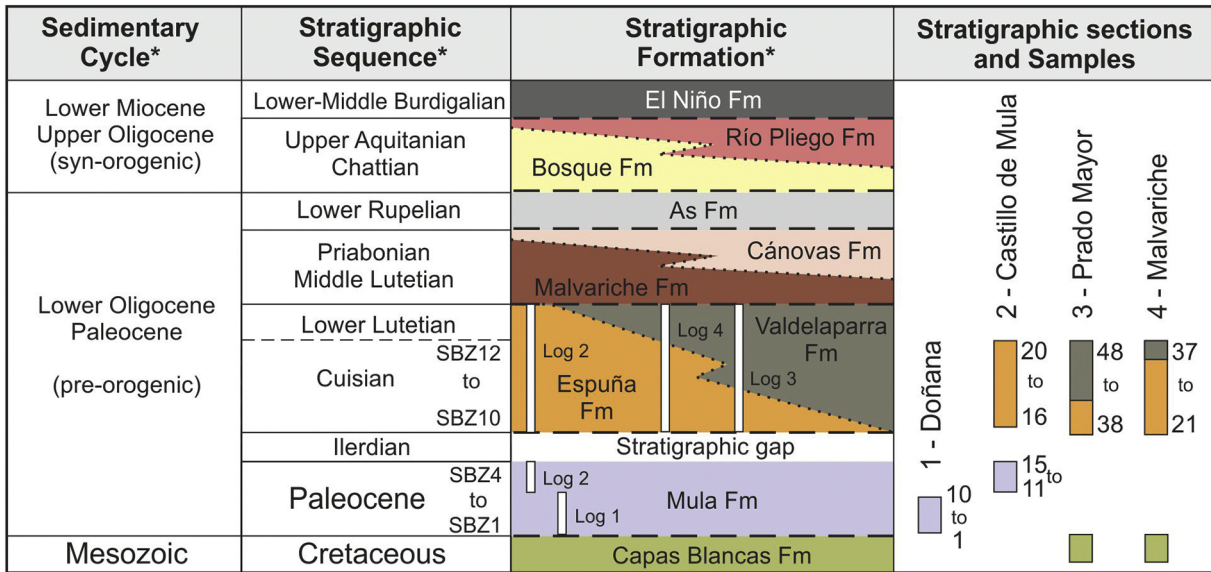 Sedimentary
Cycle*
Stratigraphic
Sequence*
Stratigraphic
Formation*
Stratigraphic sections
and Samples
Lower Miocene
Upper Oligocene
(syn-orogenic)
Lower-Middle Burdigalian
El Niño Fm
Upper Aquitanian
Chattian
Río Pliego Fm
Bosque Fm
Lower Oligocene
Paleocene
(pre-orogenic)
Lower Rupelian
As Fm
Priabonian
Middle Lutetian
Cánovas Fm
Malvariche Fm
Lower Lutetian
Cuisian
SBZ12
to
SBZ10
Log 2
Espuña
Fm
Log 4
Log 3
Valdelaparra
Fm
Ilerdian
Stratigraphic gap
Paleocene
SBZ4
to
SBZ1
Log 2
Log 1
Mula Fm
Mesozoic
Cretaceous
Capas Blancas Fm
1 - Doñana
10
to
1
2 - Castillo de Mula
20
to
16
15
to
11
3 - Prado Mayor
48
to
38
4 - Malvariche
37
to
21